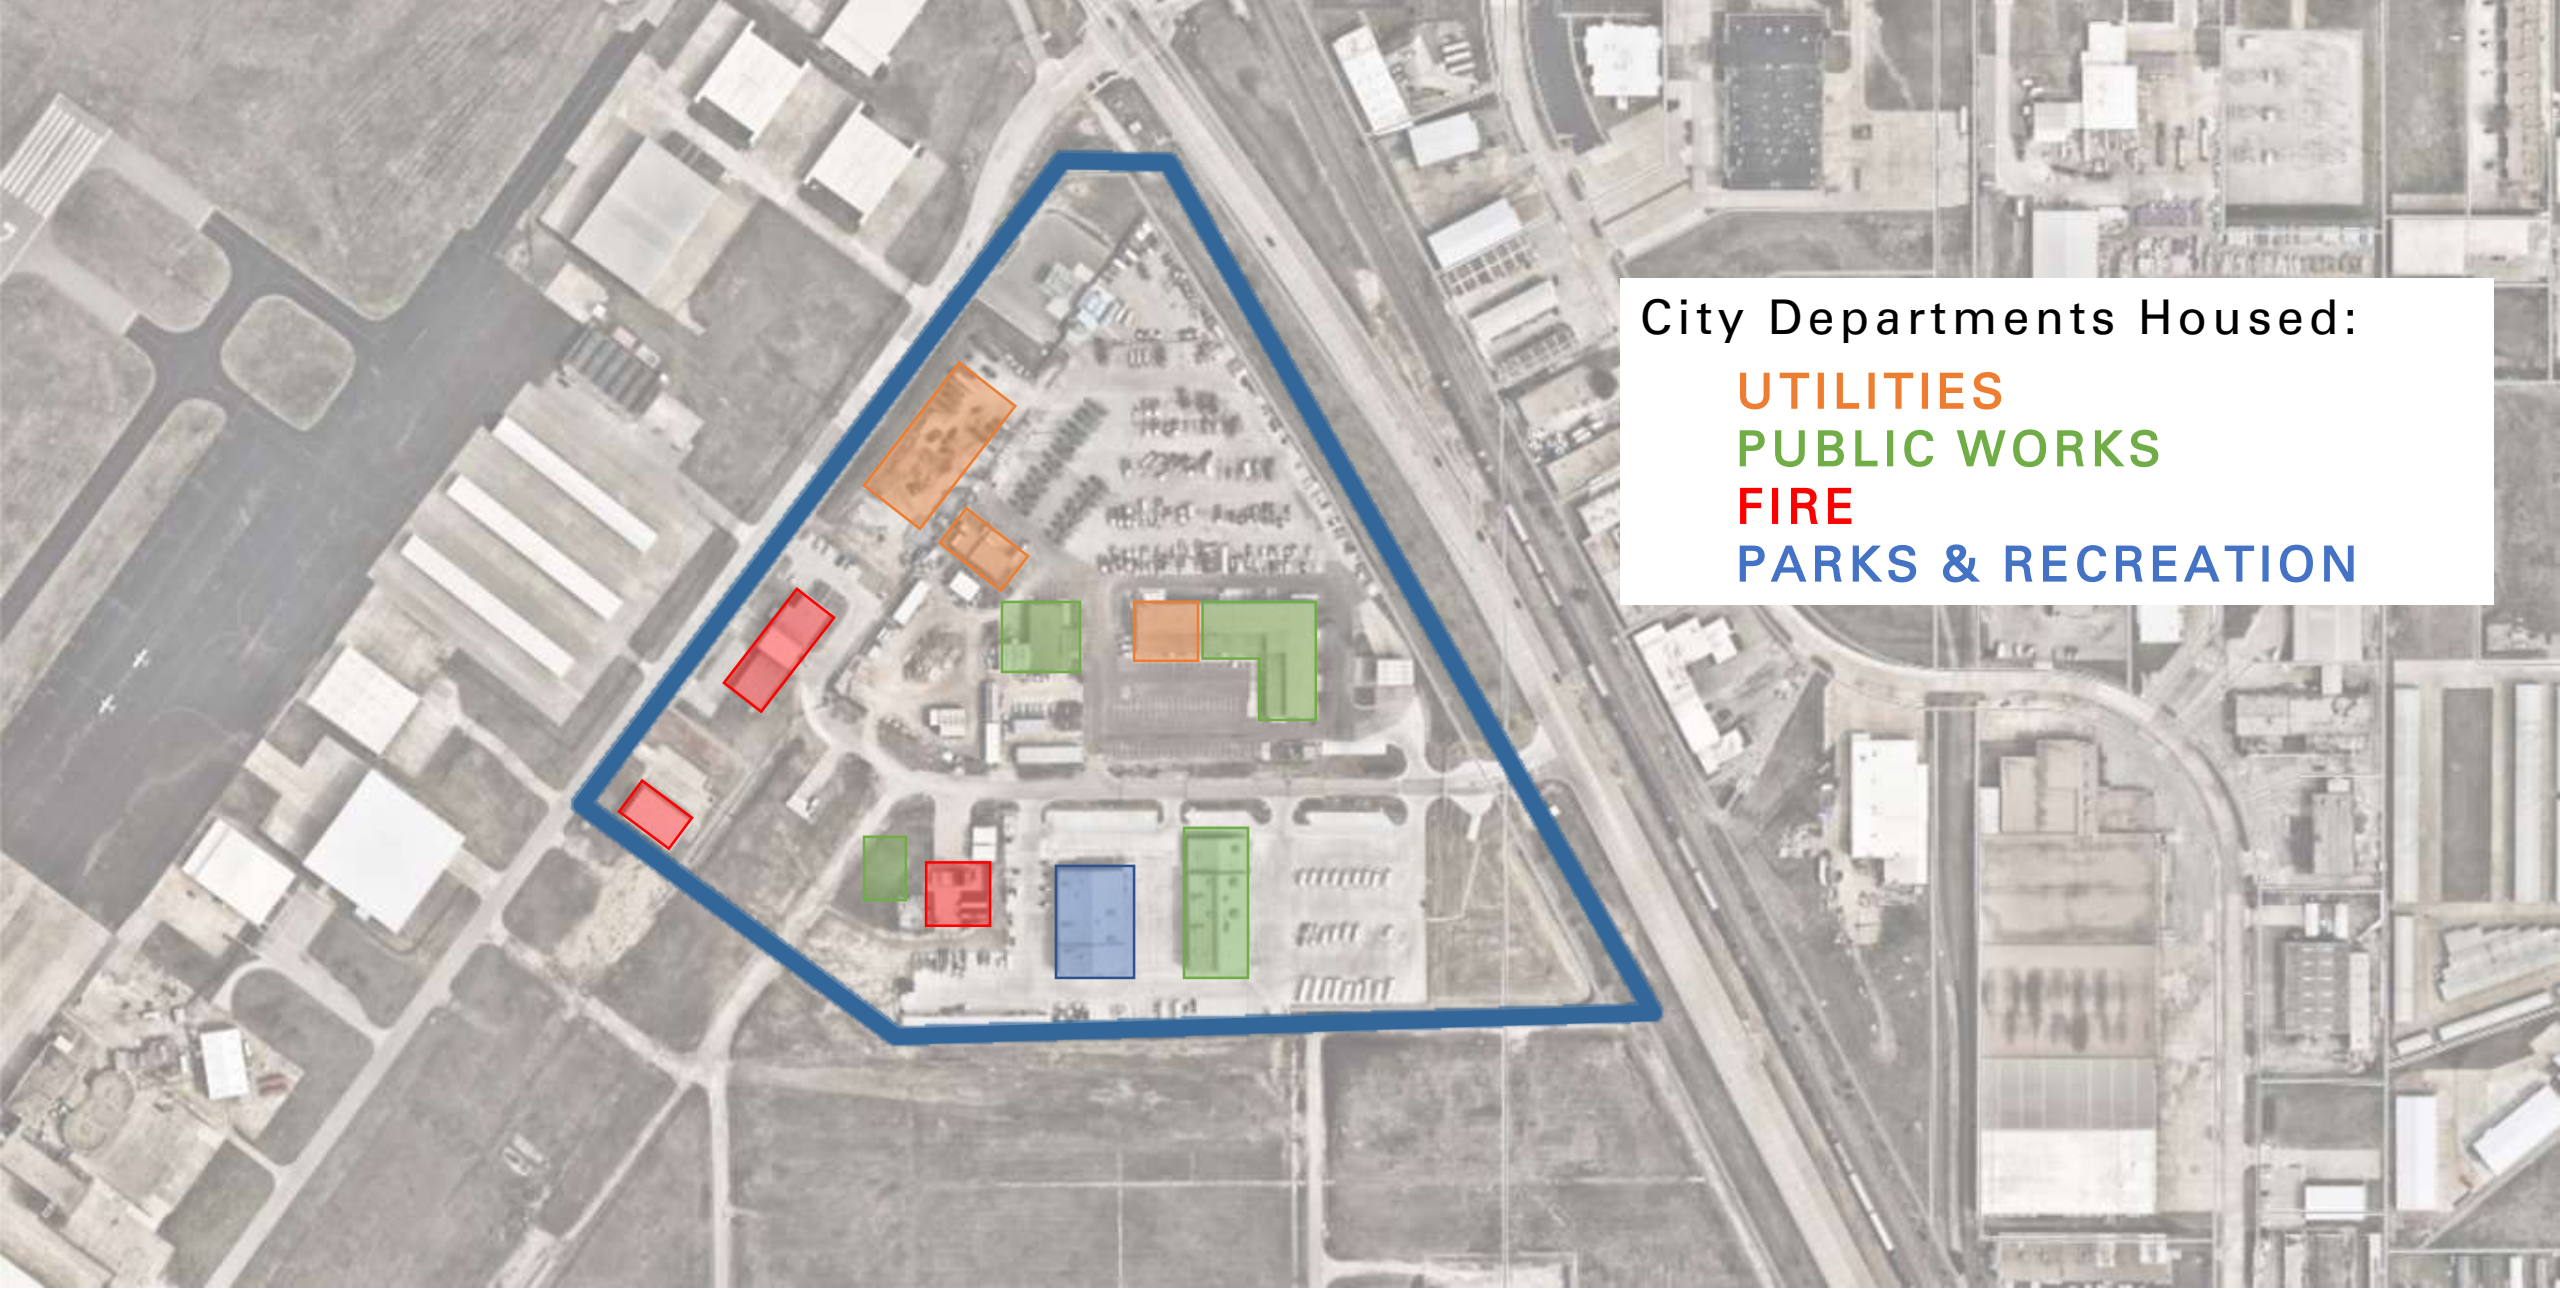 City Departments Housed:
UTILITIES
PUBLIC WORKS
FIRE
PARKS & RECREATION